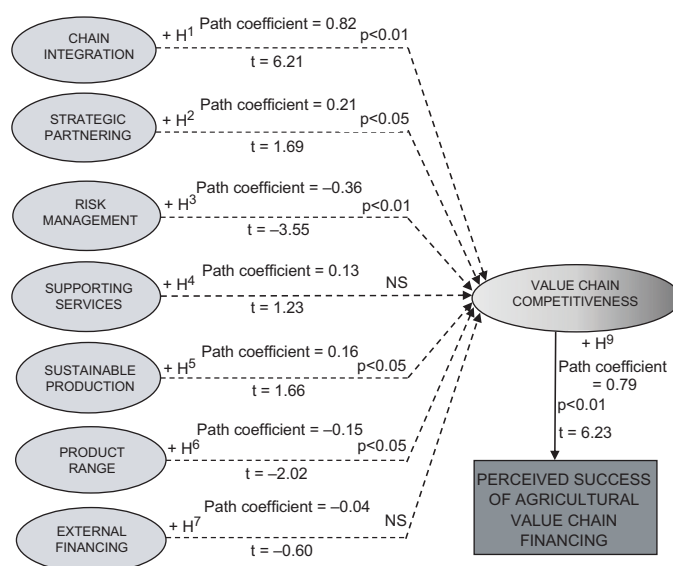 CHAIN
INTEGRATION
+ H1
Path coefficient = 0.82
p<0.01
t = 6.21
STRATEGIC
PARTNERING
+ H2
Path coefficient = 0.21
p<0.05
t = 1.69
RISK
MANAGEMENT
+ H3
Path coefficient = –0.36
p<0.01
t = –3.55
SUPPORTING
SERVICES
+ H4
Path coefficient = 0.13
NS
t = 1.23
SUSTAINABLE
PRODUCTION
+ H5
Path coefficient = 0.16
p<0.05
t = 1.66
PRODUCT
RANGE
+ H6
Path coefficient = –0.15
p<0.05
t = –2.02
EXTERNAL
FINANCING
+ H7
Path coefficient = –0.04
NS
t = –0.60
VALUE CHAIN
COMPETITIVENESS
+ H9
Path coefficient
= 0.79
p<0.01
t = 6.23
PERCEIVED SUCCESS
OF AGRICULTURAL
VALUE CHAIN
FINANCING